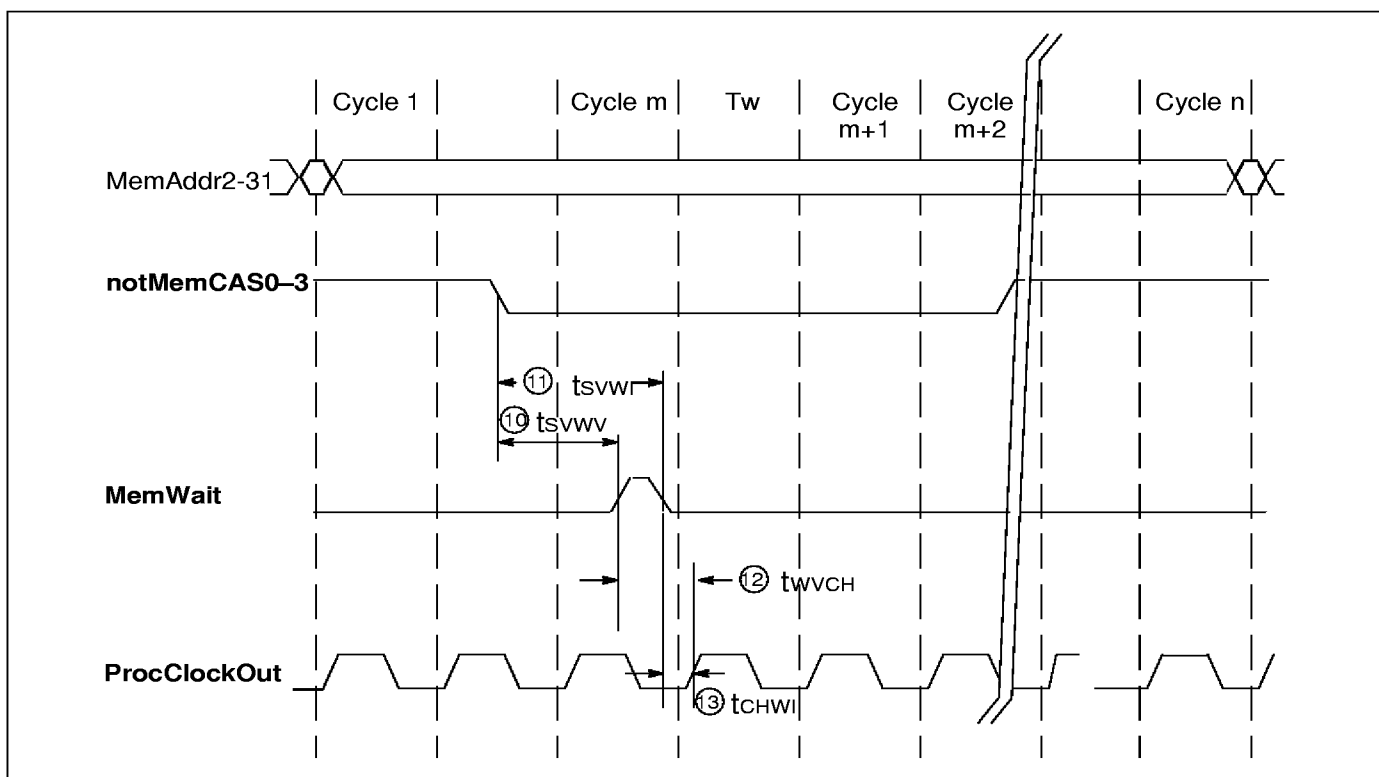 Cycle 1
Cycle m
Tw
Cycle
m+1
Cycle
m+2
Cycle n
MemAddr2-31
notMemCAS0–3
11 tSVWI
10 tSVWV
MemWait
12 tWVCH
ProcClockOut
13 tCHWI